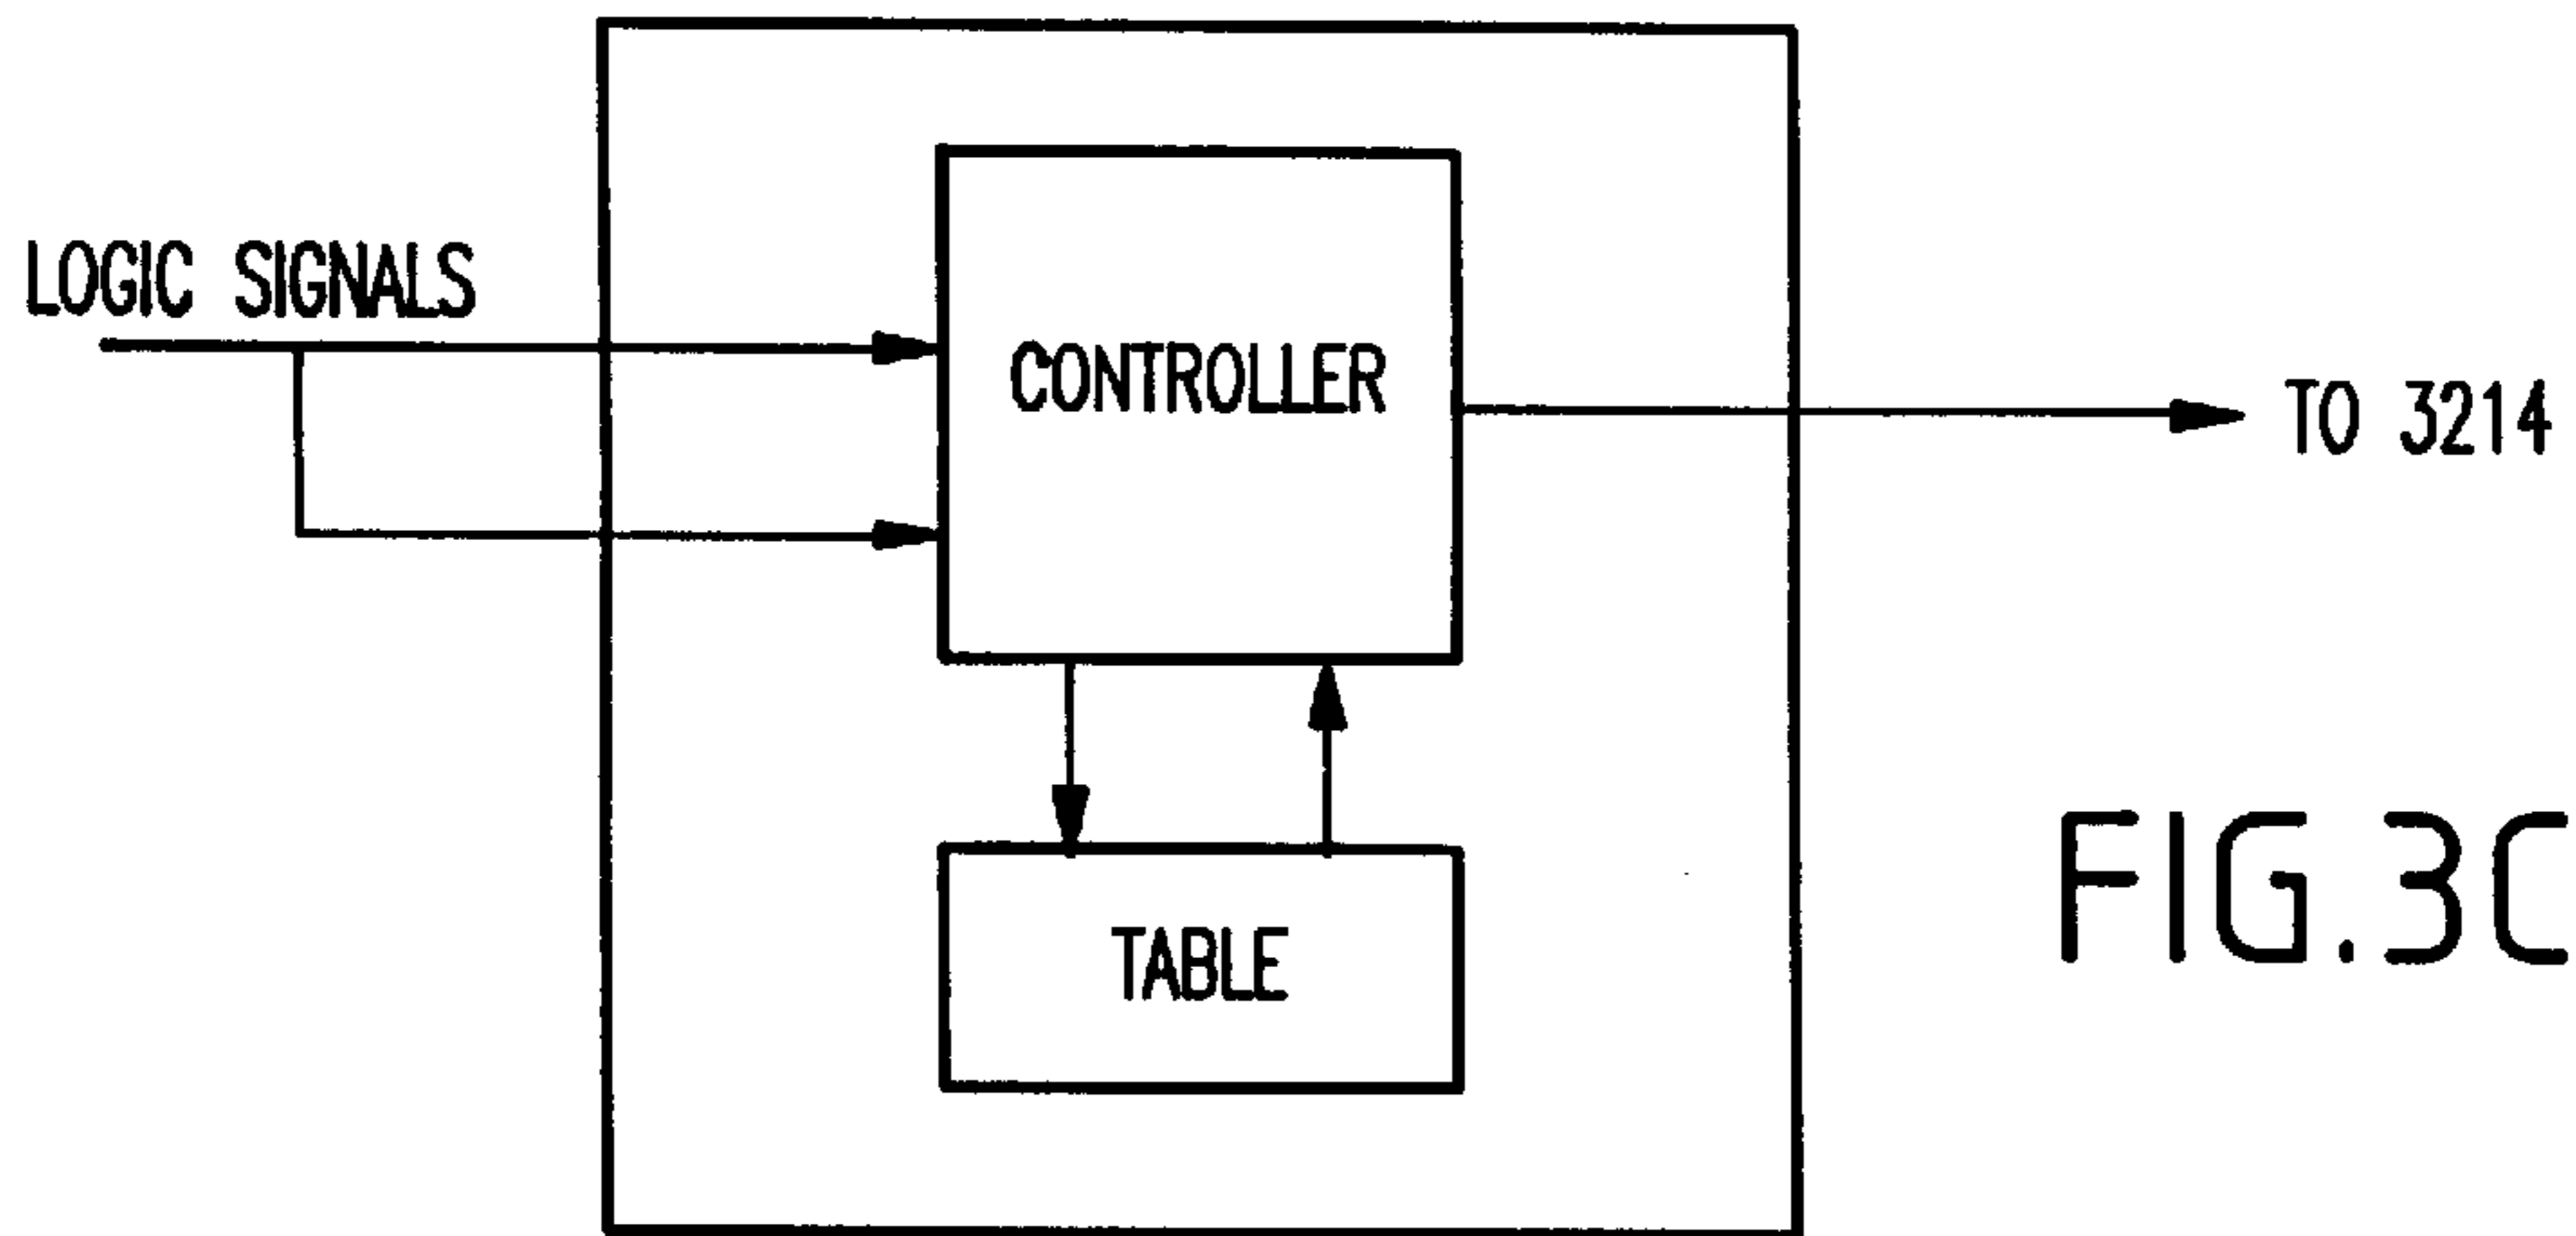 LOGIC SIGNALS
CONTROLLER
TO 3214
TABLE
FIG.3C